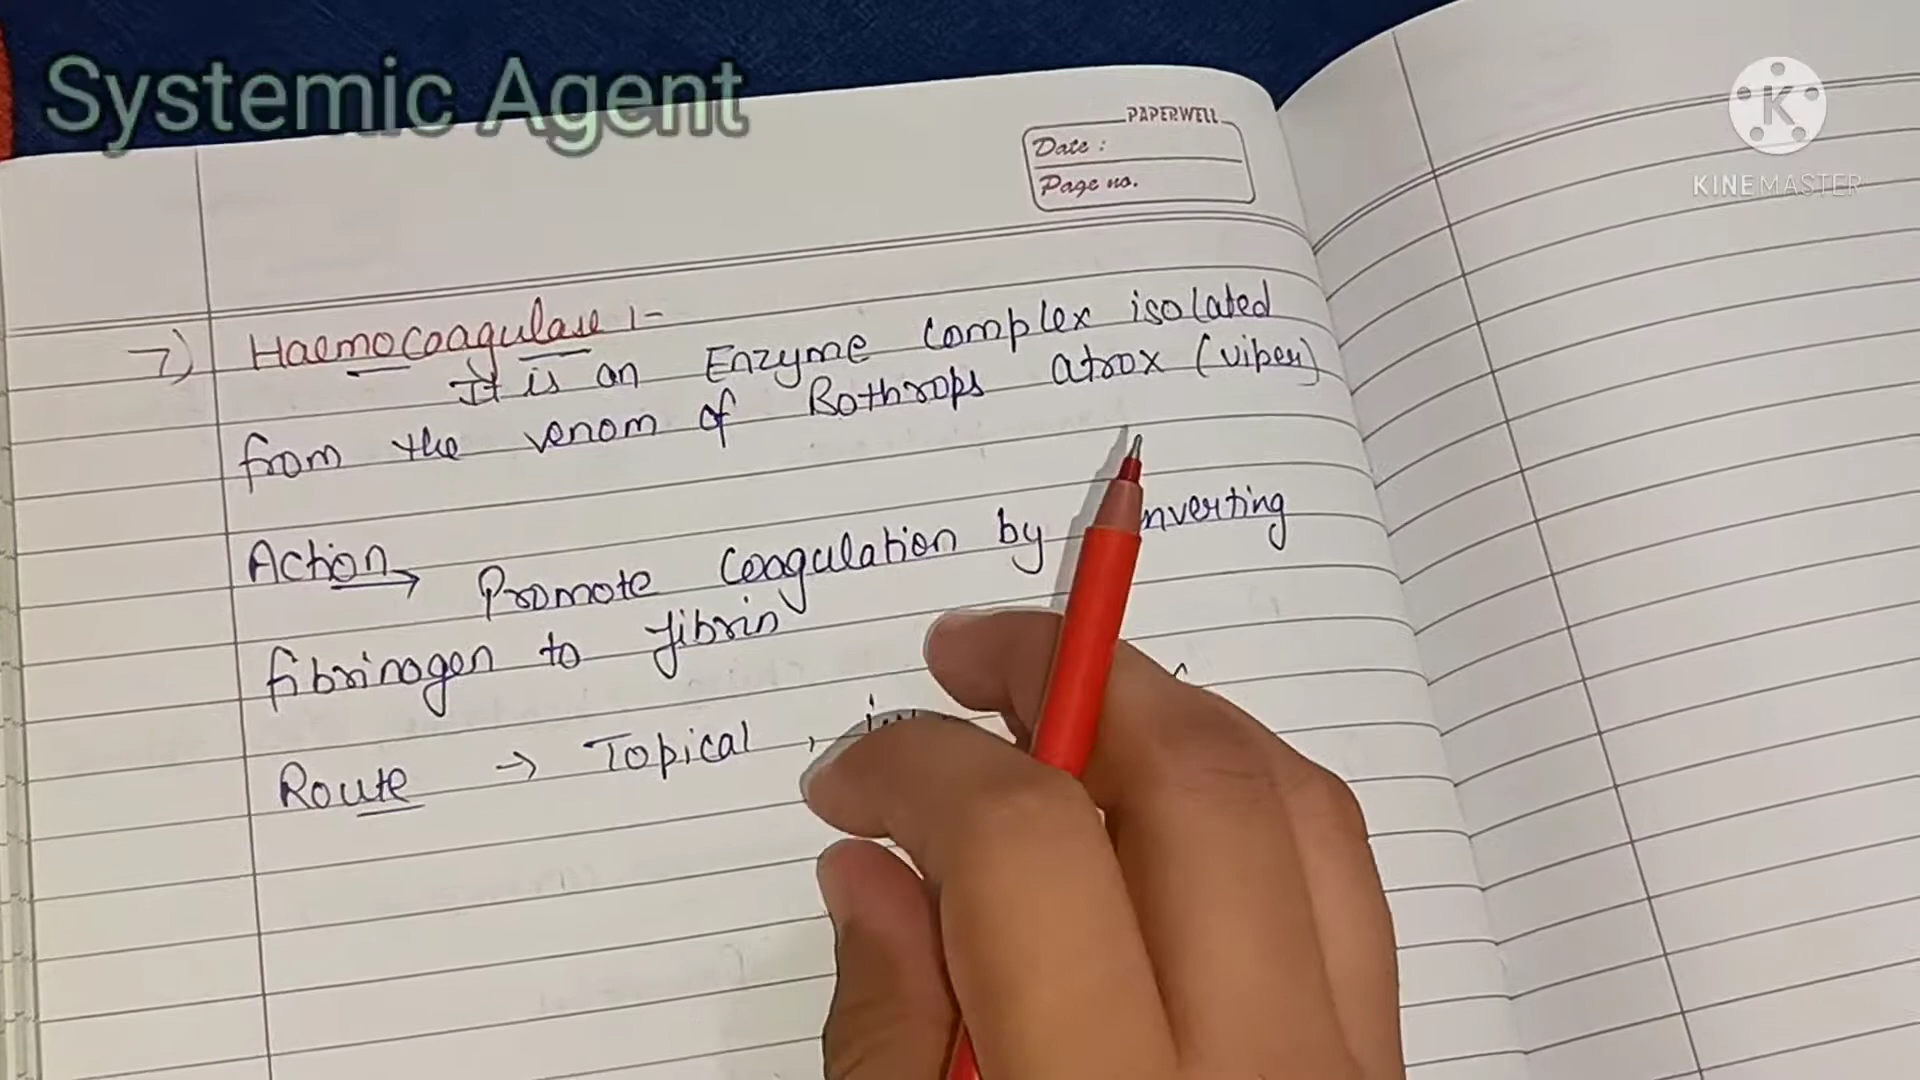 Systemic Agent
PAPERWELL
Date :
Page no.
KINEMASTER
7) Haemocoagulase :-
It is an Enzyme Complex isolated
from the venom of Bothrops atrox (viper)
Action → Promote Coagulation by
fibrinogen to fibrin
Route → Topical ,